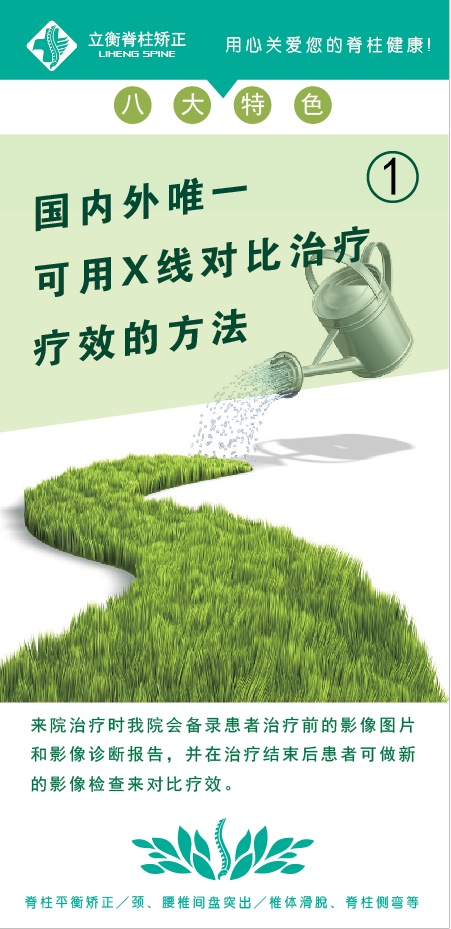 立衡脊柱矫正
LIHENG SPINE
用心关爱您的脊柱健康!
八大特色
①
国内外唯一
可用X线对比治疗
疗效的方法
来院治疗时我院会备录患者治疗前的影像图片
和影像诊断报告，并在治疗结束后患者可做新
的影像检查来对比疗效。
脊柱平衡矫正/颈、腰椎间盘突出/椎体滑脱、脊柱侧弯等